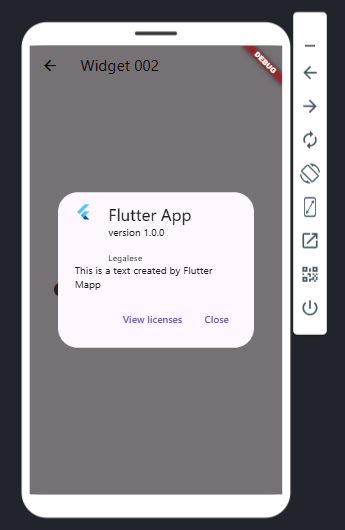 DEBUG
Widget 002
Flutter App
version 1.0.0
Legalese
This is a text created by Flutter
Mapp
View licenses
Close